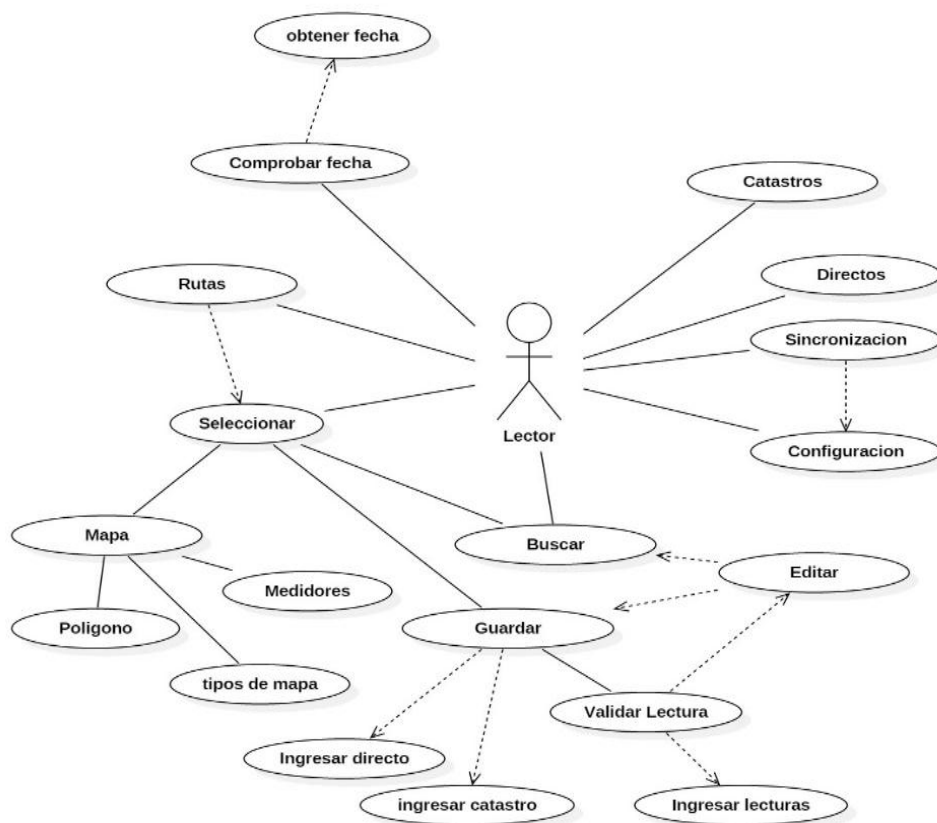 obtener fecha
Comprobar fecha
Catastros
Rutas
Directos
Sincronizacion
Seleccionar
Lector
Configuracion
Mapa
Buscar
Medidores
Editar
Poligono
Guardar
tipos de mapa
Validar Lectura
Ingresar directo
ingresar catastro
Ingresar lecturas